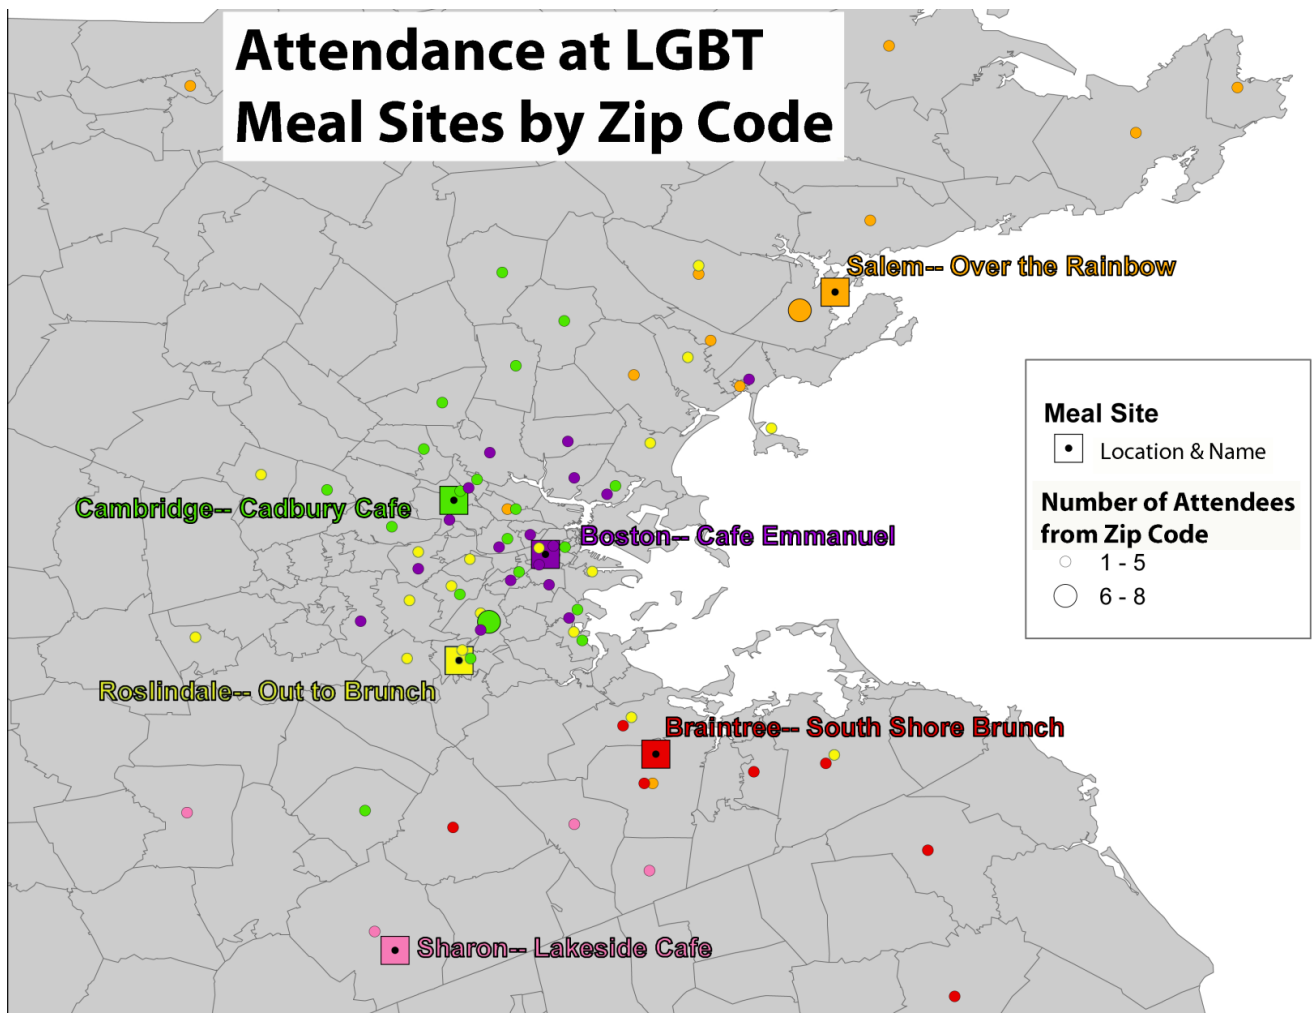 Attendance at LGBT
Meal Sites by Zip Code
Salem-- Over the Rainbow
Meal Site
Location & Name
Number of Attendees
from Zip Code
1 - 5
6 - 8
Cambridge-- Cadbury Cafe
Boston-- Cafe Emmanuel
Roslindale-- Out to Brunch
Braintree-- South Shore Brunch
Sharon-- Lakeside Cafe